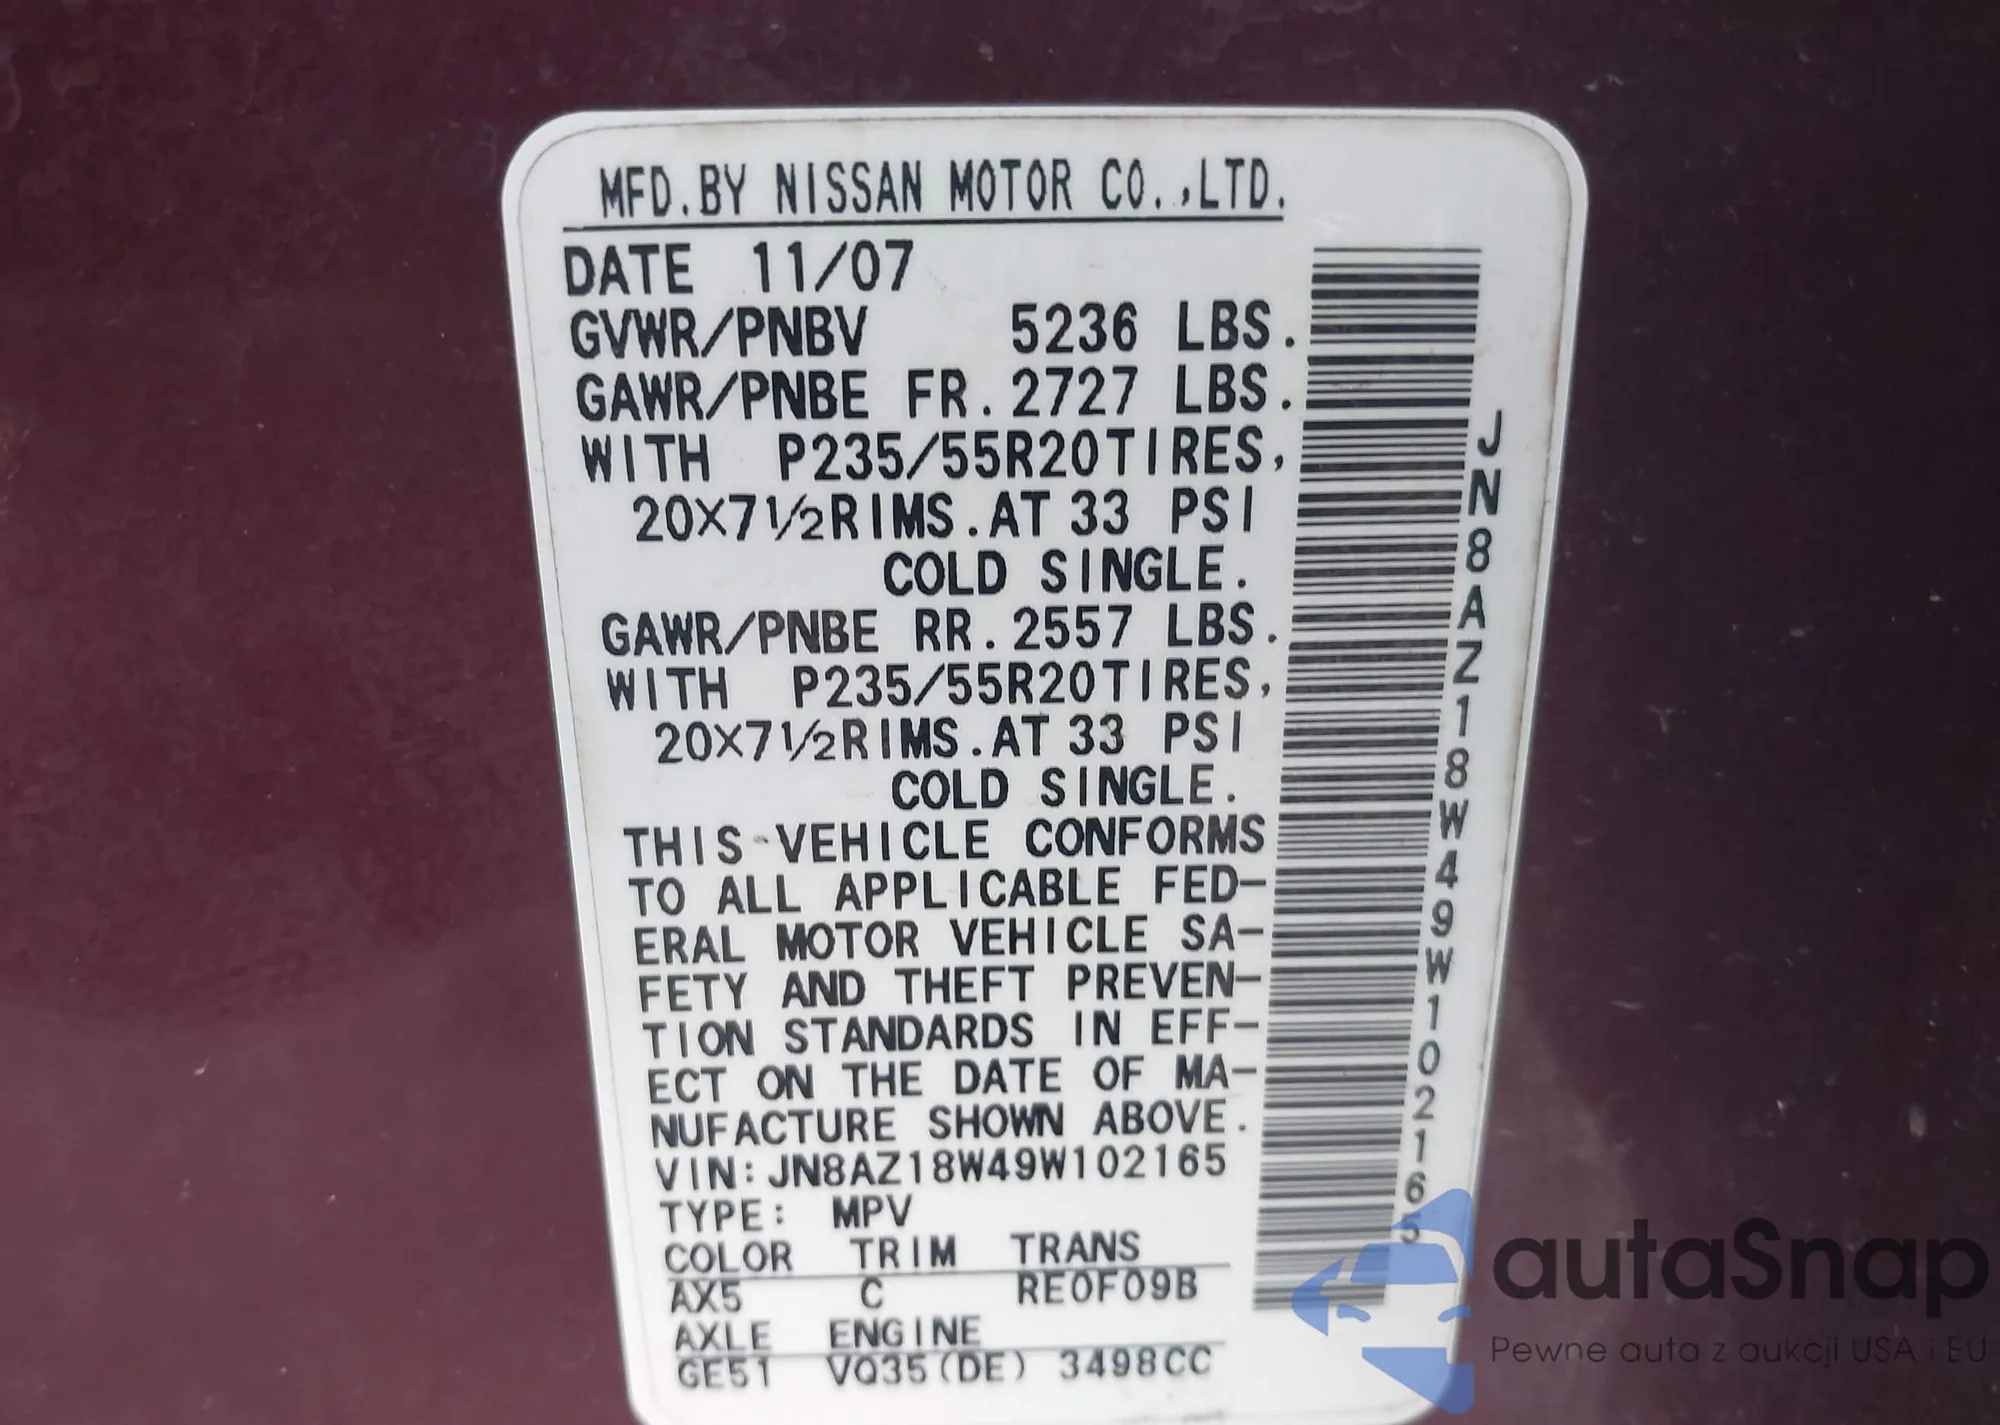 MFD.BY NISSAN MOTOR CO.,LTD.
DATE 11/07
GVWR/PNBV 5236 LBS.
GAWR/PNBE FR. 2727 LBS.
WITH P235/55R20TIRES,
20X7½RIMS.AT 33 PSI
COLD SINGLE.
GAWR/PNBE RR. 2557 LBS.
WITH P235/55R20TIRES,
20X7½RIMS.AT 33 PSI
COLD SINGLE.
THIS VEHICLE CONFORMS
TO ALL APPLICABLE FED-
ERAL MOTOR VEHICLE SA-
FETY AND THEFT PREVEN-
TION STANDARDS IN EFF-
ECT ON THE DATE OF MA-
NUFACTURE SHOWN ABOVE.
VIN:JN8AZ18W49W102165
TYPE: MPV
COLOR TRIM TRANS
AX5 C RE0F09B
AXLE ENGINE
GE51 VQ35(DE) 3498CC
JN8AZ18W49W102165
autaSnap
Pewne auta z aukcji USA i EU